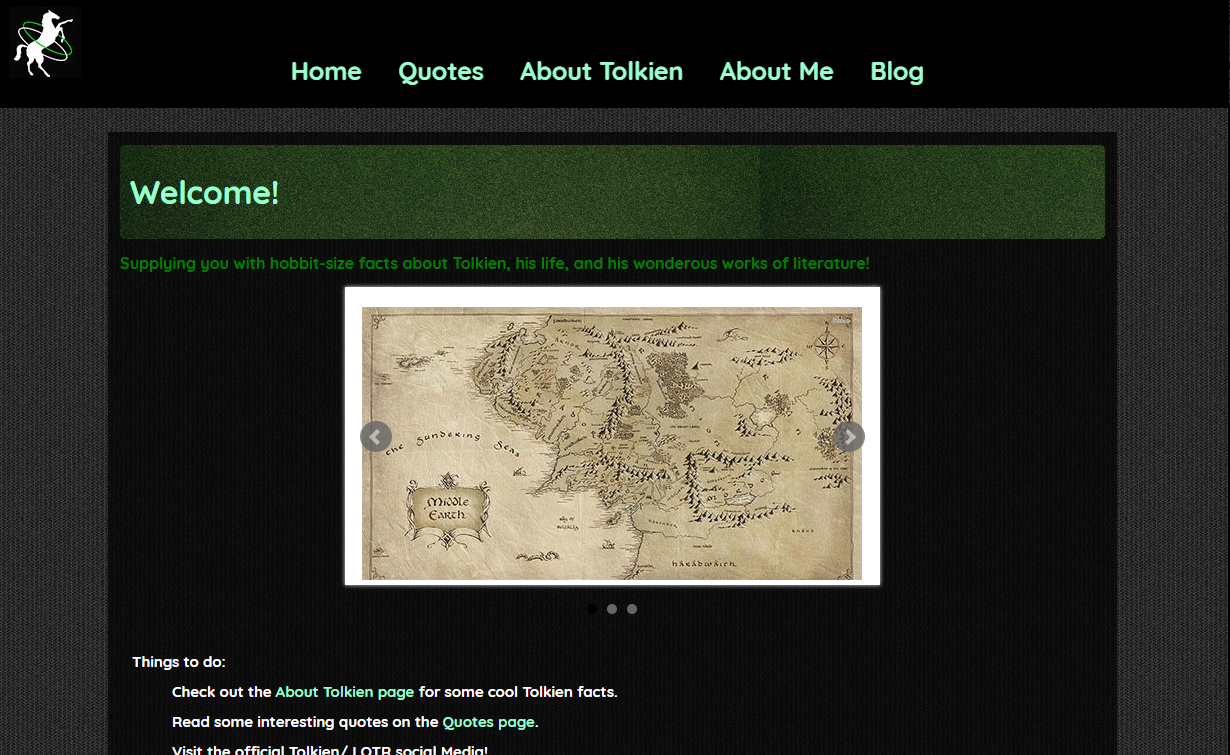 Home Quotes About Tolkien About Me Blog
Welcome!
Supplying you with hobbit-size facts about Tolkien, his life, and his wonderous works of literature!
the Sundering Seas
Middle
Earth
Things to do:
Check out the About Tolkien page for some cool Tolkien facts.
Read some interesting quotes on the Quotes page.
Visit the official Tolkien/ LOTR social Media!